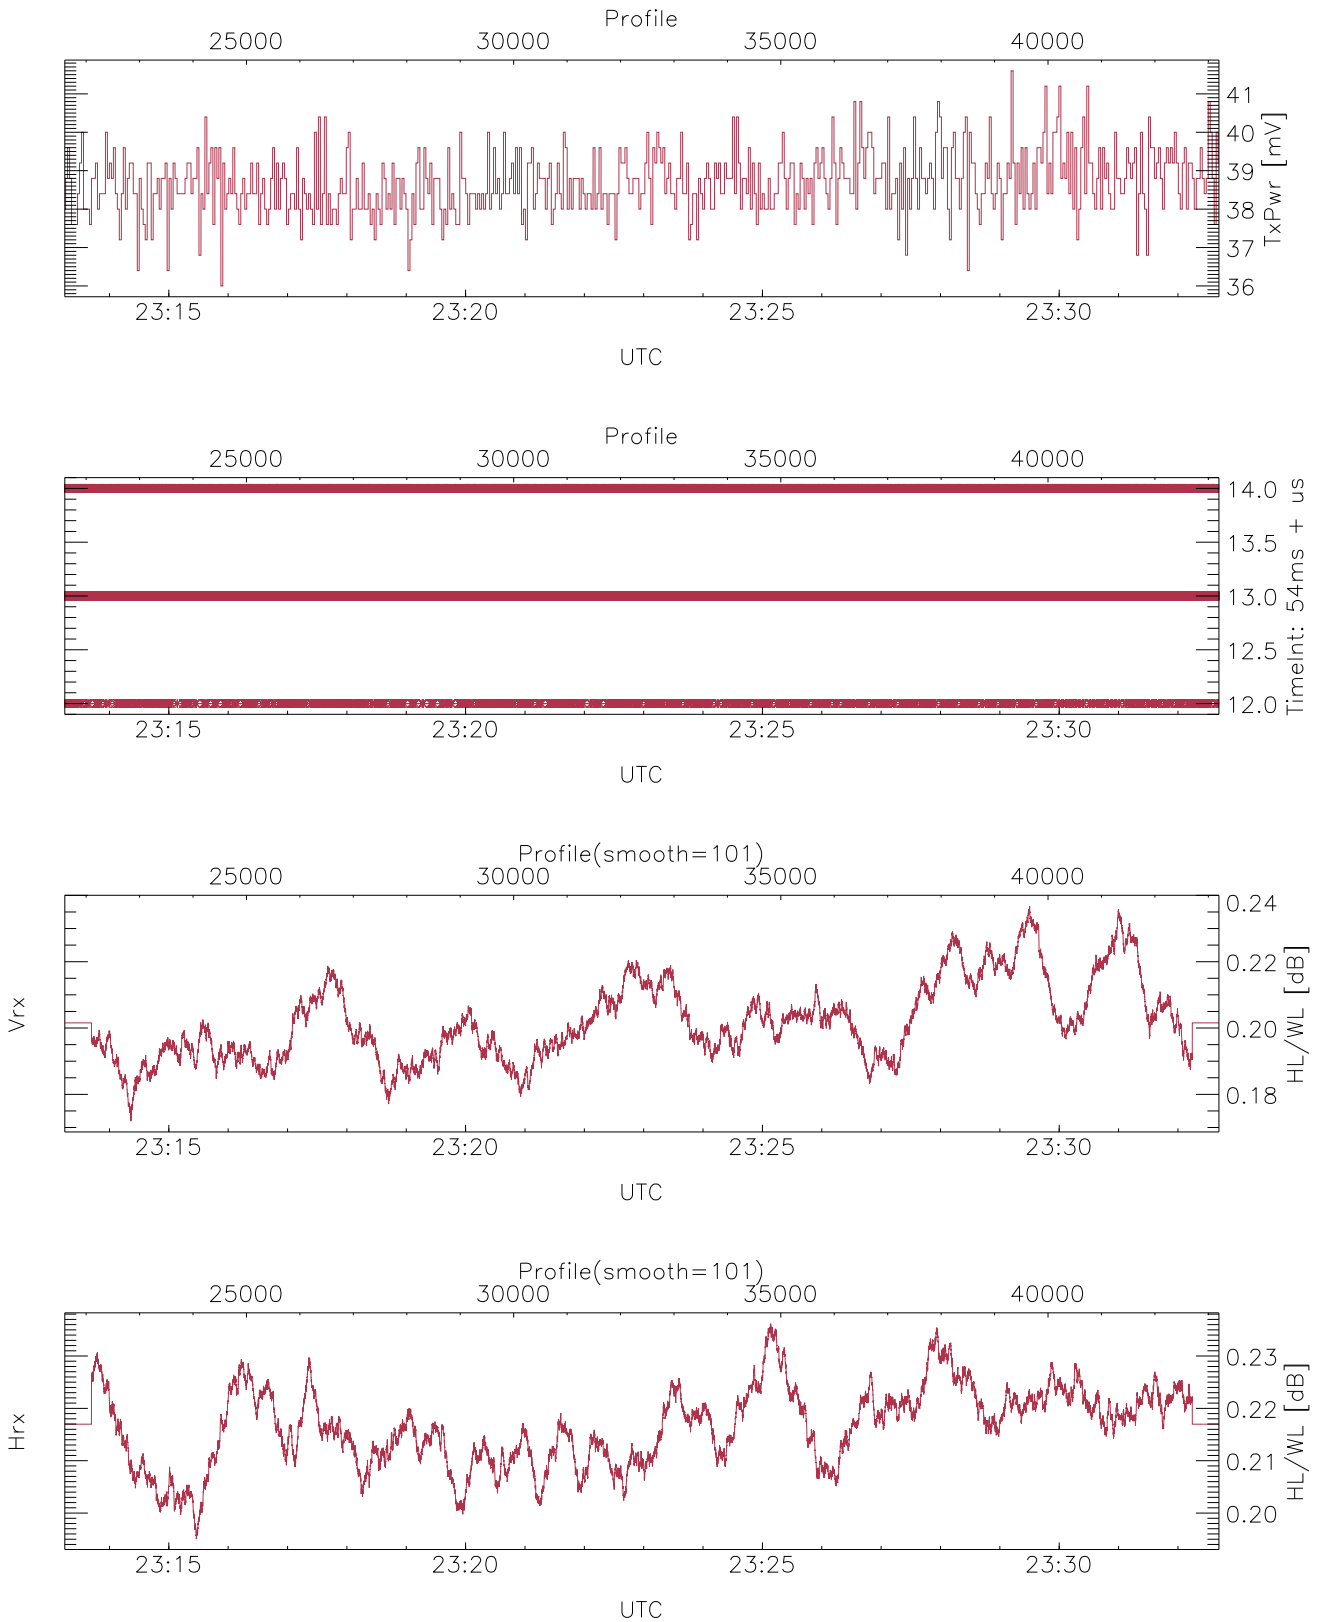 Profile
25000 30000 35000 40000
41
40
39
38
37
36
TxPwr [mV]
23:15 23:20 23:25 23:30
UTC
Profile
25000 30000 35000 40000
14.0
13.5
13.0
12.5
12.0
TimeInt: 54ms + us
23:15 23:20 23:25 23:30
UTC
Profile(smooth=101)
25000 30000 35000 40000
Vrx
0.24
0.22
0.20
0.18
HL/WL [dB]
23:15 23:20 23:25 23:30
UTC
Profile(smooth=101)
25000 30000 35000 40000
Hrx
0.23
0.22
0.21
0.20
HL/WL [dB]
23:15 23:20 23:25 23:30
UTC